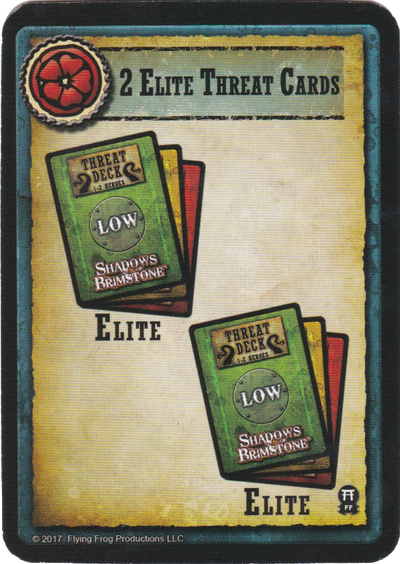 2 Elite Threat Cards
THREAT
DECK
1-2 HEROES
LOW
SHADOWS
OF
BRIMSTONE
ELITE
THREAT
DECK
1-2 HEROES
LOW
SHADOWS
OF
BRIMSTONE
ELITE
FF
© 2017 Flying Frog Productions LLC